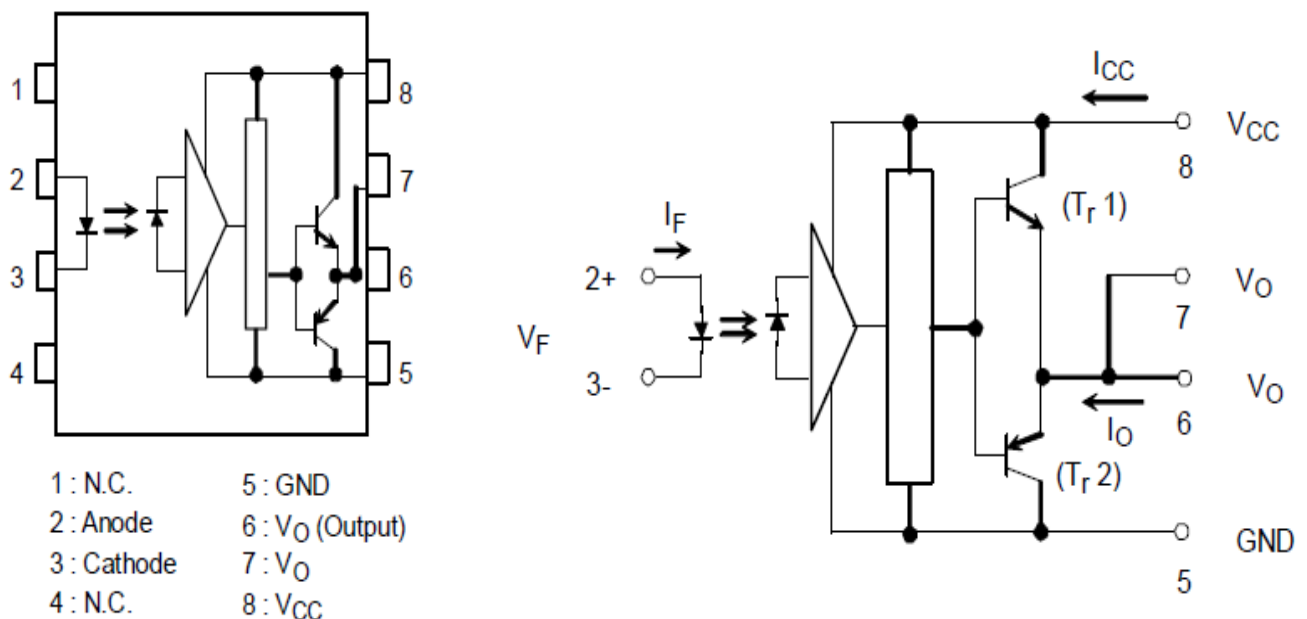 1
2
3
4
8
7
6
5
1 : N.C.
2 : Anode
3 : Cathode
4 : N.C.
5 : GND
6 : VO (Output)
7 : VO
8 : VCC
ICC
VCC
8
(Tr 1)
IF
2+
VF
3-
VO
7
VO
6
IO
(Tr 2)
GND
5